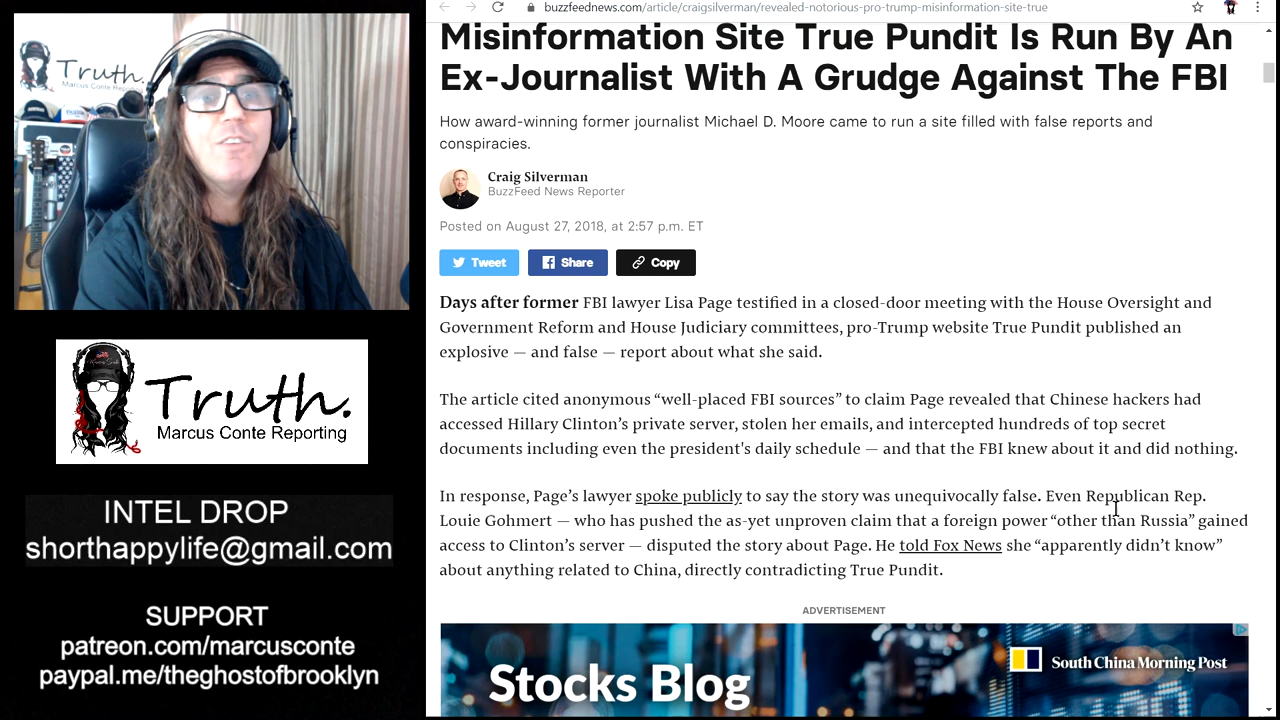 Truth.
Marcus Conte Reporting
Truth.
Marcus Conte Reporting
INTEL DROP
shorthappylife@gmail.com
SUPPORT
patreon.com/marcusconte
paypal.me/theghostofbrooklyn
buzzfeednews.com/article/craigsilverman/revealed-notorious-pro-trump-misinformation-site-true
Misinformation Site True Pundit Is Run By An
Ex-Journalist With A Grudge Against The FBI
How award-winning former journalist Michael D. Moore came to run a site filled with false reports and
conspiracies.
Craig Silverman
BuzzFeed News Reporter
Posted on August 27, 2018, at 2:57 p.m. ET
Tweet
Share
Copy
Days after former FBI lawyer Lisa Page testified in a closed-door meeting with the House Oversight and
Government Reform and House Judiciary committees, pro-Trump website True Pundit published an
explosive — and false — report about what she said.
The article cited anonymous “well-placed FBI sources” to claim Page revealed that Chinese hackers had
accessed Hillary Clinton’s private server, stolen her emails, and intercepted hundreds of top secret
documents including even the president's daily schedule — and that the FBI knew about it and did nothing.
In response, Page’s lawyer spoke publicly to say the story was unequivocally false. Even Republican Rep.
Louie Gohmert — who has pushed the as-yet unproven claim that a foreign power “other than Russia” gained
access to Clinton’s server — disputed the story about Page. He told Fox News she “apparently didn’t know”
about anything related to China, directly contradicting True Pundit.
ADVERTISEMENT
South China Morning Post
Stocks Blog